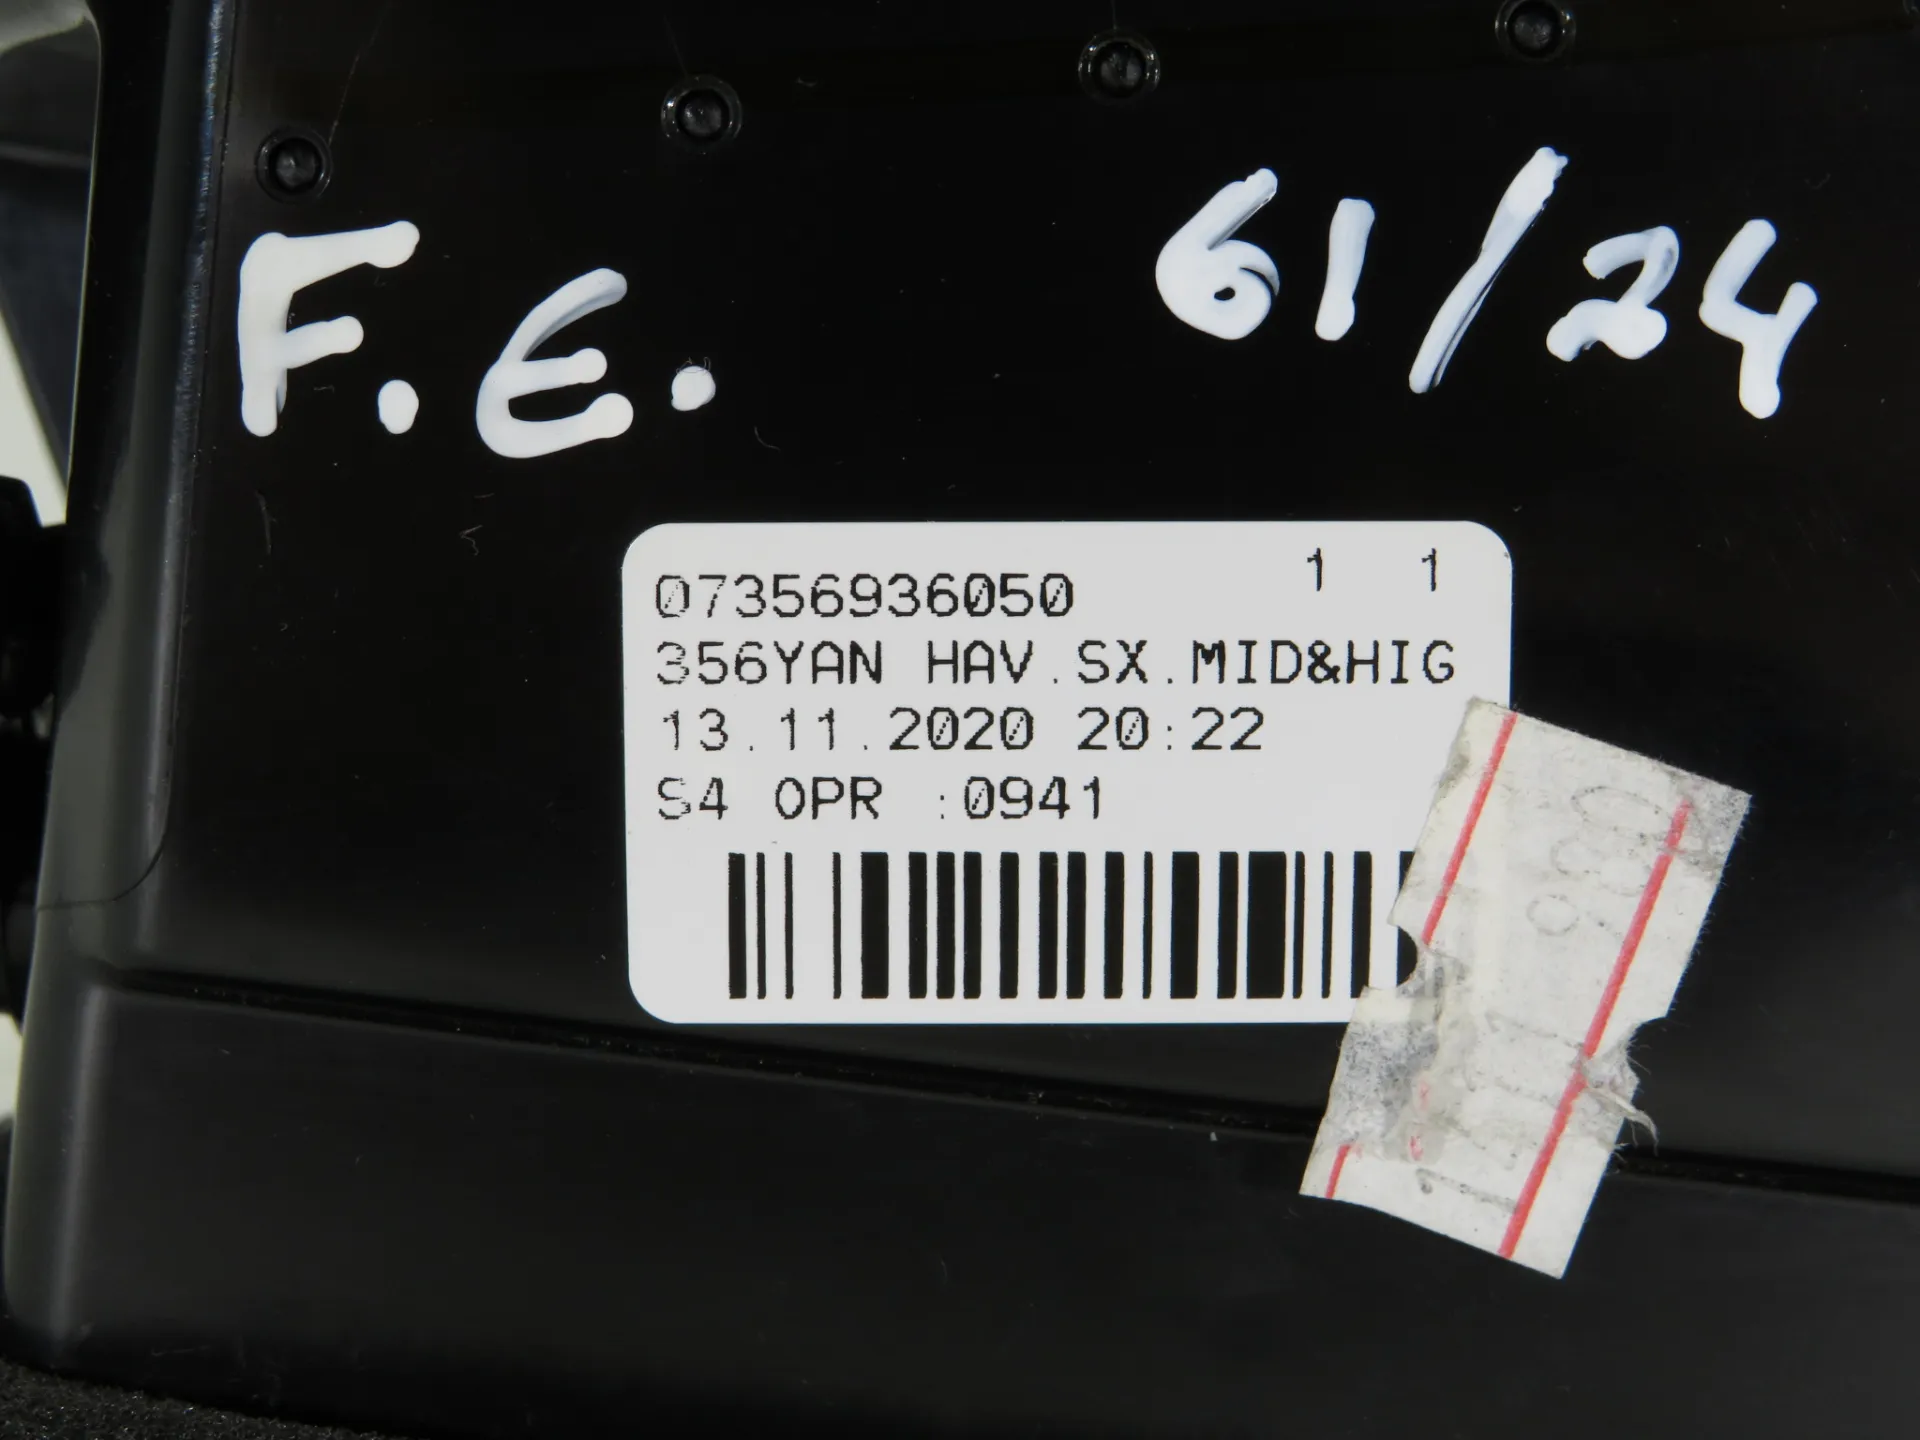 F.E. 61/24
07356936050 1 1
356YAN HAV.SX.MID&HIG
13.11.2020 20:22
S4 OPR :0941